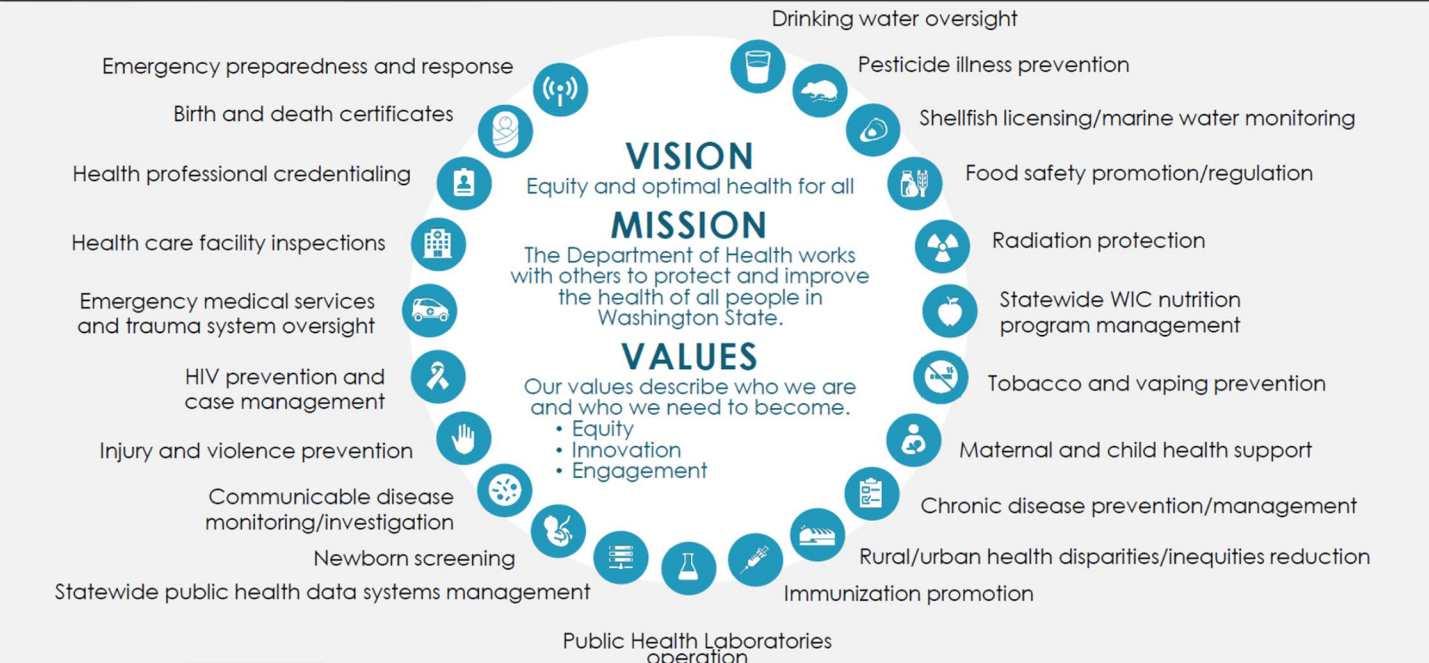 Drinking water oversight
Pesticide illness prevention
Shellfish licensing/marine water monitoring
Food safety promotion/regulation
Radiation protection
Statewide WIC nutrition
program management
Tobacco and vaping prevention
Maternal and child health support
Chronic disease prevention/management
Rural/urban health disparities/inequities reduction
Immunization promotion
Public Health Laboratories
operation
Statewide public health data systems management
Newborn screening
Communicable disease
monitoring/investigation
Injury and violence prevention
HIV prevention and
case management
Emergency medical services
and trauma system oversight
Health care facility inspections
Health professional credentialing
Birth and death certificates
Emergency preparedness and response
VISION
Equity and optimal health for all
MISSION
The Department of Health works
with others to protect and improve
the health of all people in
Washington State.
VALUES
Our values describe who we are
and who we need to become.
• Equity
• Innovation
• Engagement